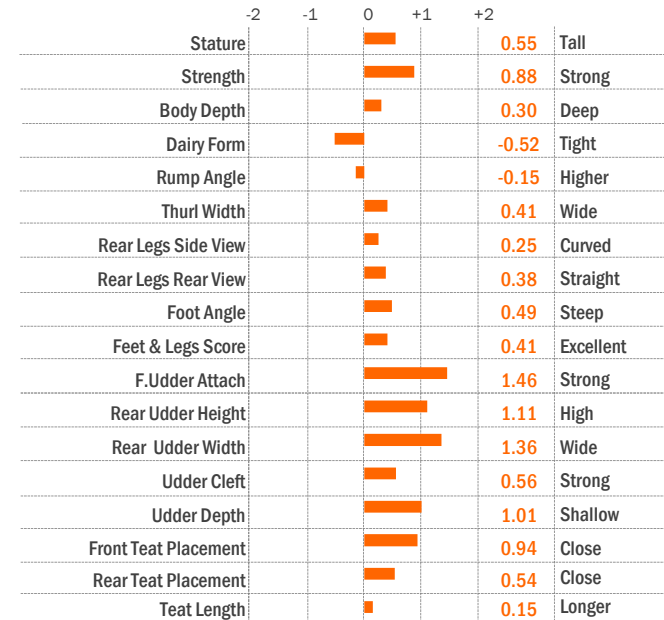 -2 -1 0 +1 +2
Stature 0.55 Tall
Strength 0.88 Strong
Body Depth 0.30 Deep
Dairy Form -0.52 Tight
Rump Angle -0.15 Higher
Thurl Width 0.41 Wide
Rear Legs Side View 0.25 Curved
Rear Legs Rear View 0.38 Straight
Foot Angle 0.49 Steep
Feet & Legs Score 0.41 Excellent
F.Udder Attach 1.46 Strong
Rear Udder Height 1.11 High
Rear Udder Width 1.36 Wide
Udder Cleft 0.56 Strong
Udder Depth 1.01 Shallow
Front Teat Placement 0.94 Close
Rear Teat Placement 0.54 Close
Teat Length 0.15 Longer